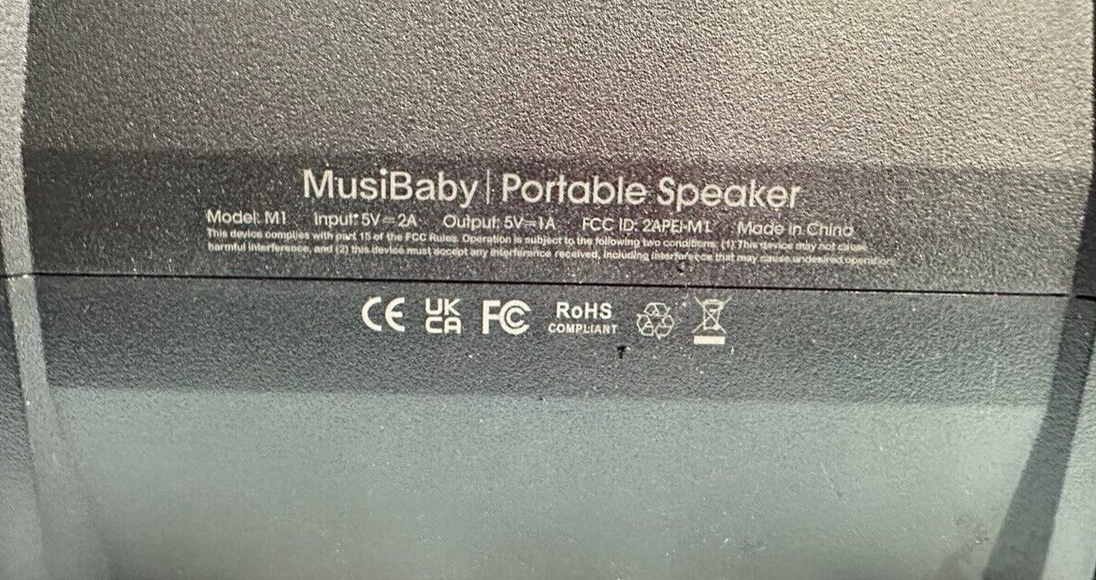 MusiBaby | Portable Speaker
Model: M1 Input: 5V⎓2A Output: 5V⎓1A FCC ID: 2APEI-M1 Made in China
This device complies with part 15 of the FCC Rules. Operation is subject to the following two conditions: (1) This device may not cause
harmful interference, and (2) this device must accept any interference received, including interference that may cause undesired operation.
CE UK CA FC RoHS COMPLIANT